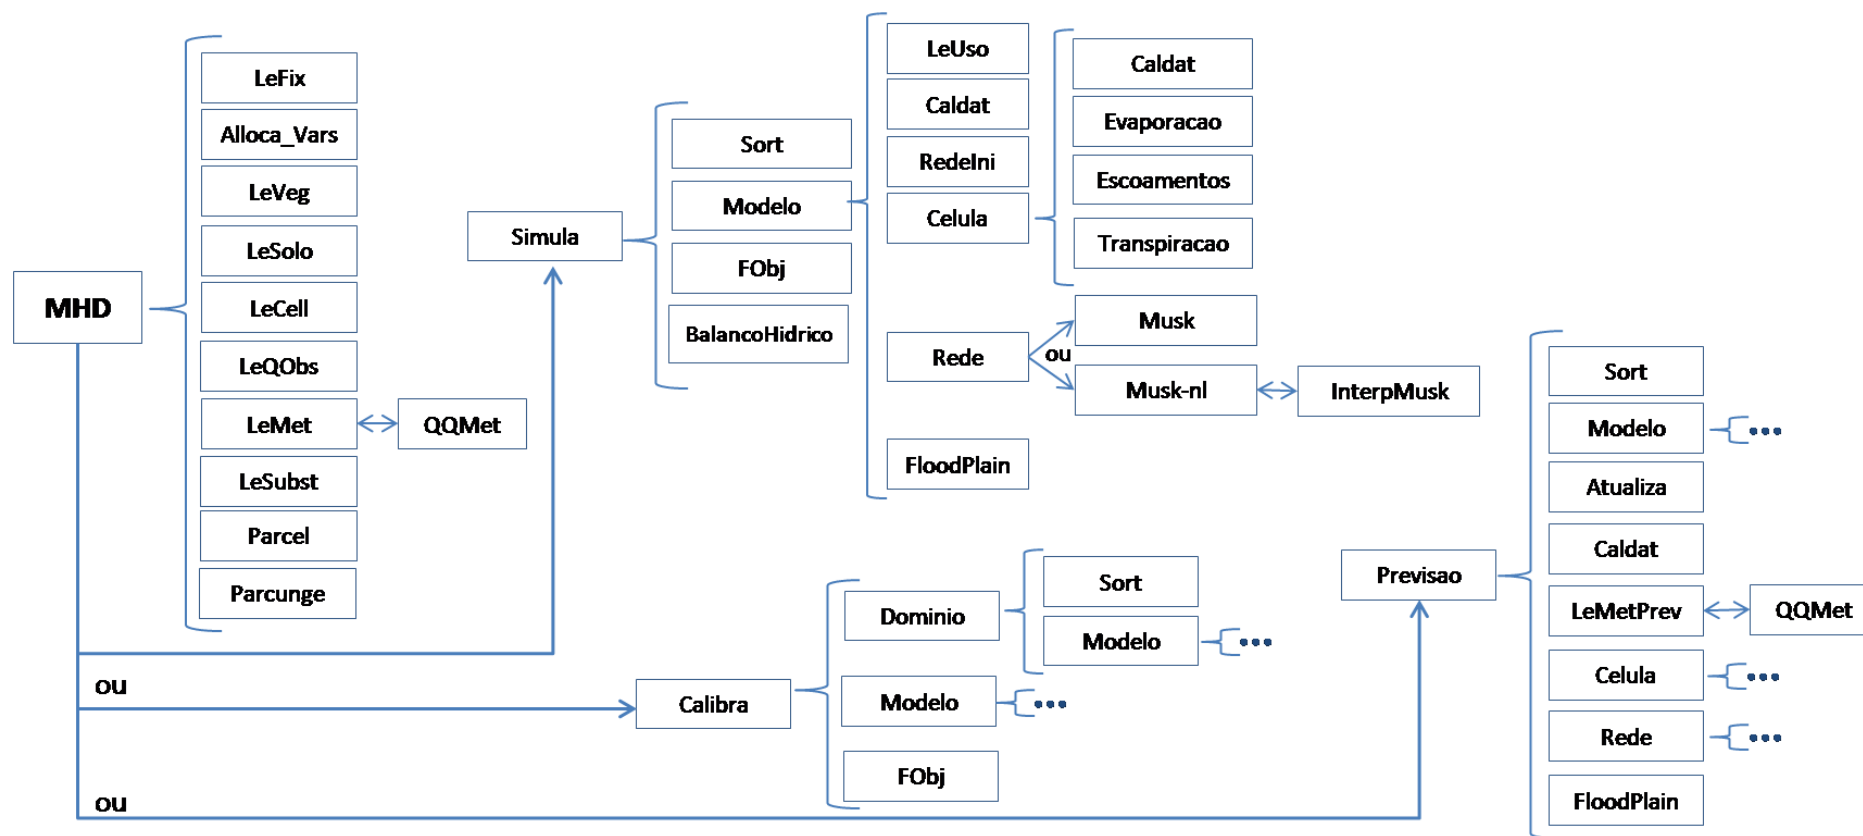 MHD
LeFix
Alloca_Vars
LeVeg
LeSolo
LeCell
LeQObs
LeMet
QQMet
LeSubst
Parcel
Parcunge
Simula
Sort
Modelo
FObj
BalancoHidrico
LeUso
Caldat
RedeIni
Celula
Caldat
Evaporacao
Escoamentos
Transpiracao
Rede
ou
Musk
Musk-nl
InterpMusk
FloodPlain
ou
Calibra
Dominio
Sort
Modelo
...
Modelo
...
FObj
ou
Previsao
Sort
Modelo
...
Atualiza
Caldat
LeMetPrev
QQMet
Celula
...
Rede
...
FloodPlain